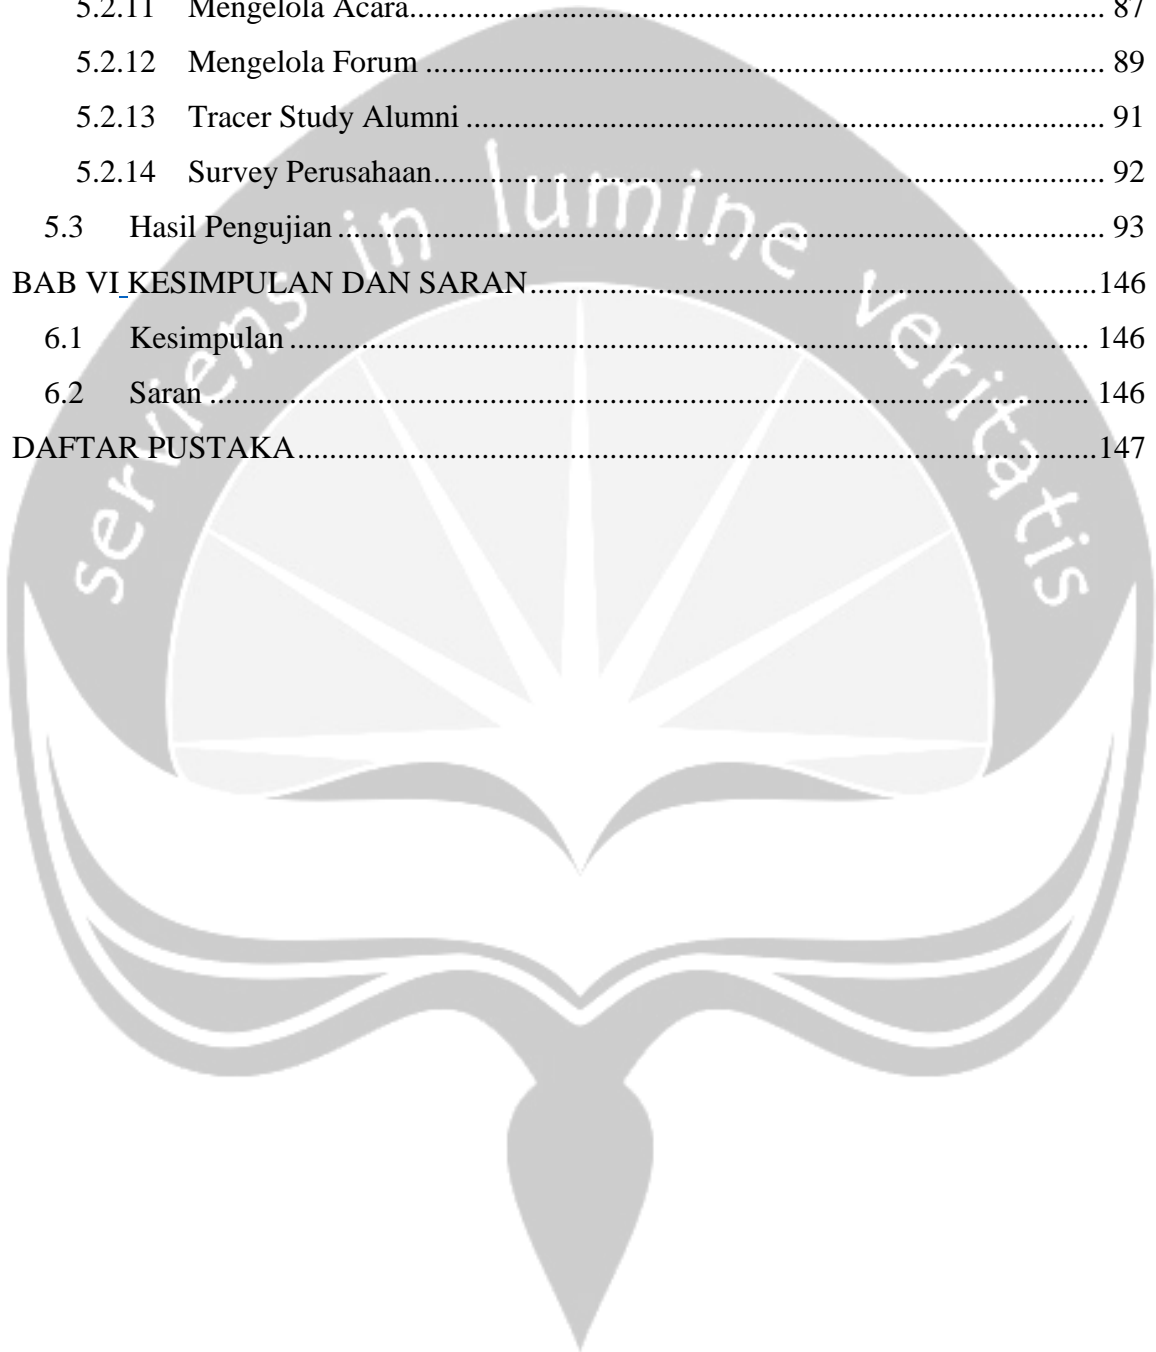 5.2.11 Mengelola Acara........................................................................................ 87
5.2.12 Mengelola Forum ...................................................................................... 89
5.2.13 Tracer Study Alumni ................................................................................. 91
5.2.14 Survey Perusahaan..................................................................................... 92
5.3 Hasil Pengujian ................................................................................................. 93
BAB VI KESIMPULAN DAN SARAN........................................................................146
6.1 Kesimpulan ...................................................................................................... 146
6.2 Saran ................................................................................................................ 146
DAFTAR PUSTAKA.....................................................................................................147
serviens in lumine veritatis